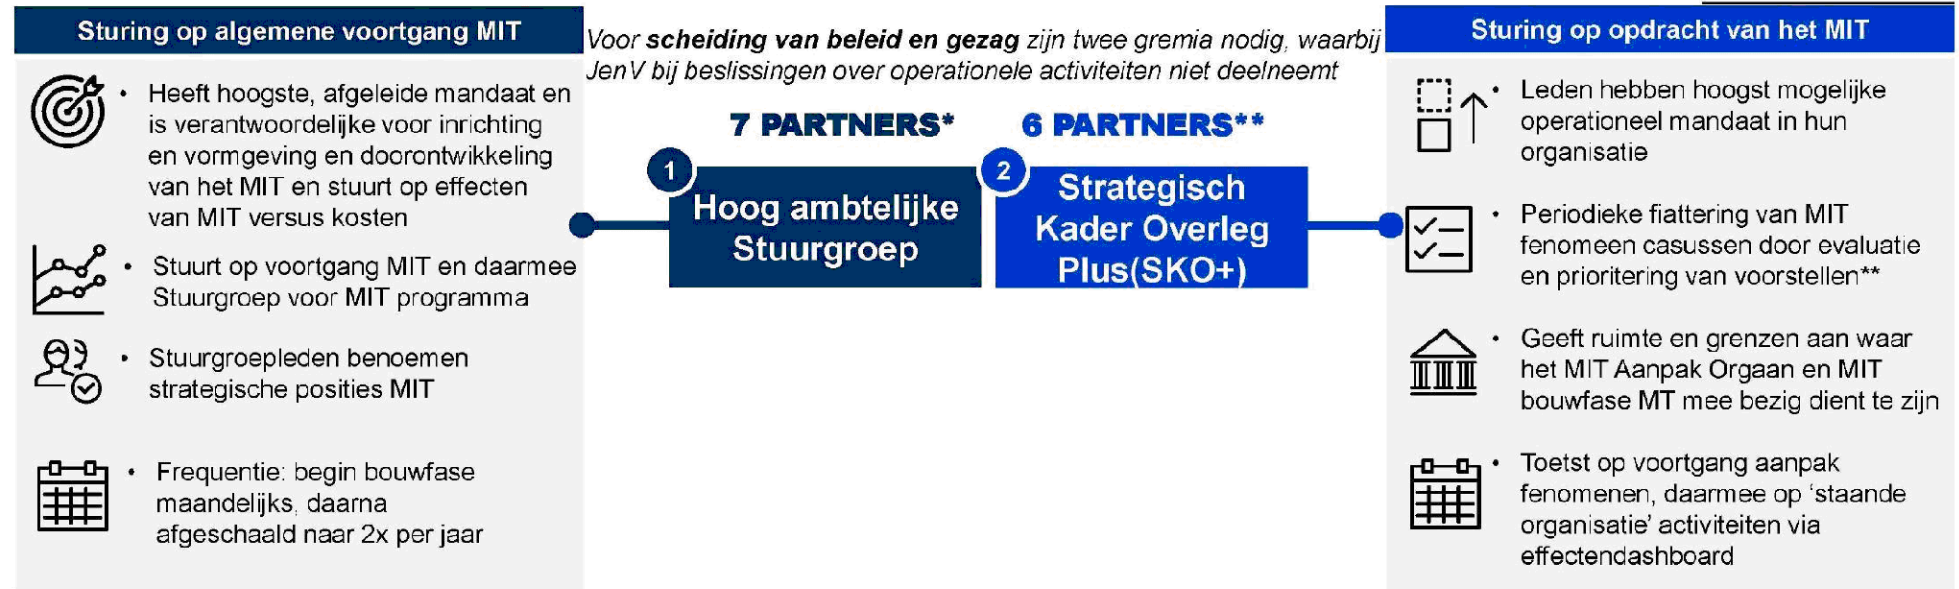 Sturing op algemene voortgang MIT
• Heeft hoogste, afgeleide mandaat en
is verantwoordelijke voor inrichting
en vormgeving en doorontwikkeling
van het MIT en stuurt op effecten
van MIT versus kosten
• Stuurt op voortgang MIT en daarmee
Stuurgroep voor MIT programma
• Stuurgroepleden benoemen
strategische posities MIT
• Frequentie: begin bouwfase
maandelijks, daarna
afgeschaald naar 2x per jaar
Voor scheiding van beleid en gezag zijn twee gremia nodig, waarbij
JenV bij beslissingen over operationele activiteiten niet deelneemt
7 PARTNERS*
1
Hoog ambtelijke
Stuurgroep
6 PARTNERS**
2
Strategisch
Kader Overleg
Plus(SKO+)
Sturing op opdracht van het MIT
• Leden hebben hoogst mogelijke
operationeel mandaat in hun
organisatie
• Periodieke fiattering van MIT
fenomeen casussen door evaluatie
en prioritering van voorstellen**
• Geeft ruimte en grenzen aan waar
het MIT Aanpak Orgaan en MIT
bouwfase MT mee bezig dient te zijn
• Toetst op voortgang aanpak
fenomenen, daarmee op ‘staande
organisatie’ activiteiten via
effectendashboard